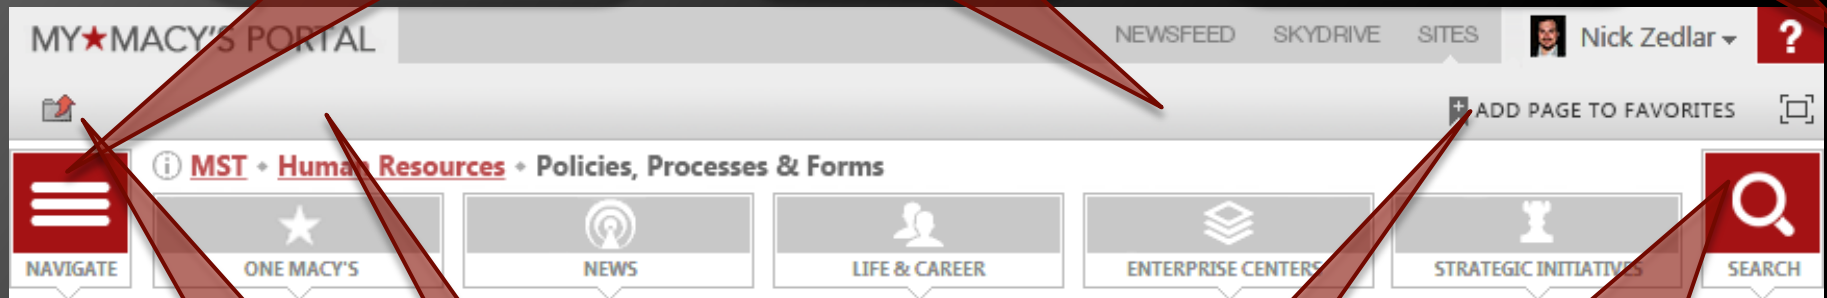 MY★MACY'S PORTAL
NEWSFEED SKYDRIVE SITES Nick Zedlar ?
ADD PAGE TO FAVORITES
MST • Human Resources • Policies, Processes & Forms
NAVIGATE ONE MACY'S NEWS LIFE & CAREER ENTERPRISE CENTERS STRATEGIC INITIATIVES SEARCH